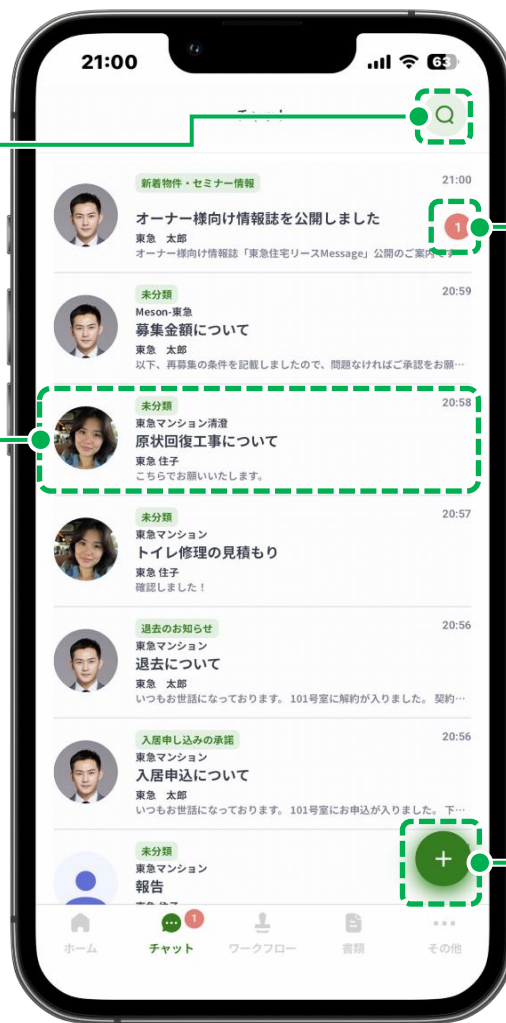 21:00
63
新着物件・セミナー情報
21:00
オーナー様向け情報誌を公開しました
1
東急 太郎
オーナー様向け情報誌「東急住宅リースMessage」公開のご案内です
未分類
20:59
Meson-東急
募集金額について
東急 太郎
以下、再募集の条件を記載しましたので、問題なければご承認をお願…
未分類
20:58
東急マンション清澄
原状回復工事について
東急 住子
こちらでお願いいたします。
未分類
20:57
東急マンション
トイレ修理の見積もり
東急 住子
確認しました！
退去のお知らせ
20:56
東急マンション
退去について
東急 太郎
いつもお世話になっております。 101号室に解約が入りました。 契約…
入居申し込みの承諾
20:56
東急マンション
入居申込について
東急 太郎
いつもお世話になっております。 101号室にお申込が入りました。 下…
未分類
東急マンション
報告
+
1
ホーム
チャット
ワークフロー
書類
その他